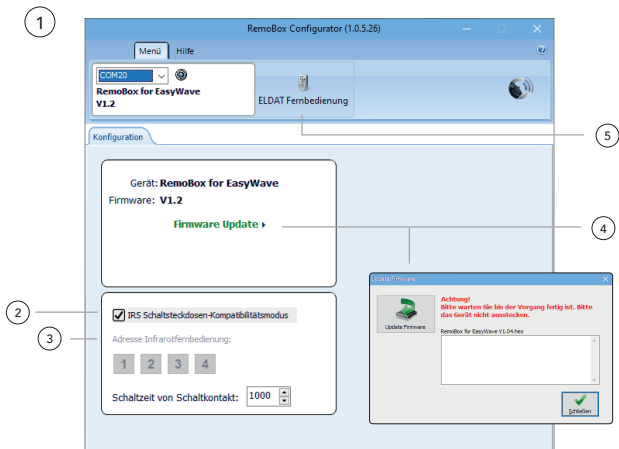 1
RemoBox Configurator (1.0.5.26)
Menü Hilfe
COM20
RemoBox for EasyWave
V1.2
ELDAT Fernbedienung
5
Konfiguration
Gerät: RemoBox for EasyWave
Firmware: V1.2
Firmware Update
4
2
IRS Schaltsteckdosen-Kompatibilitätsmodus
3
Adresse Infrarotfernbedienung:
1 2 3 4
Schaltzeit von Schaltkontakt: 1000
Update Firmware
Achtung!
Bitte warten Sie bis der Vorgang fertig ist. Bitte
das Gerät nicht ausstecken.
Update Firmware
RemoBox for EasyWave V1.04.hex
Schließen